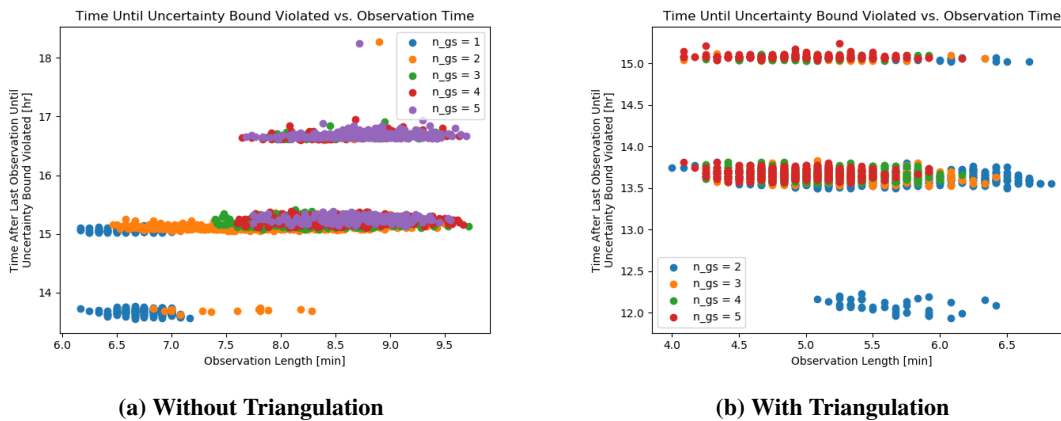 Time Until Uncertainty Bound Violated vs. Observation Time
Time After Last Observation Until
Uncertainty Bound Violated [hr]
18
17
16
15
14
n_gs = 1
n_gs = 2
n_gs = 3
n_gs = 4
n_gs = 5
6.0 6.5 7.0 7.5 8.0 8.5 9.0 9.5
Observation Length [min]
(a) Without Triangulation
Time Until Uncertainty Bound Violated vs. Observation Time
Time After Last Observation Until
Uncertainty Bound Violated [hr]
15.0
14.5
14.0
13.5
13.0
12.5
12.0
n_gs = 2
n_gs = 3
n_gs = 4
n_gs = 5
4.0 4.5 5.0 5.5 6.0 6.5
Observation Length [min]
(b) With Triangulation